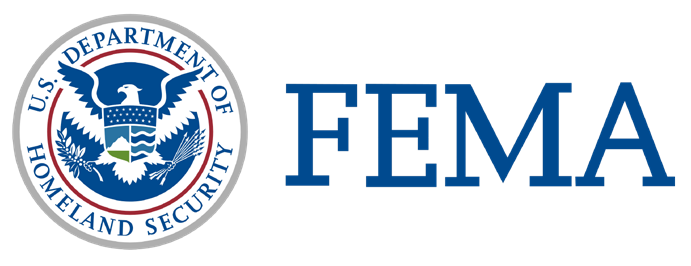 U.S. DEPARTMENT OF
HOMELAND SECURITY
FEMA